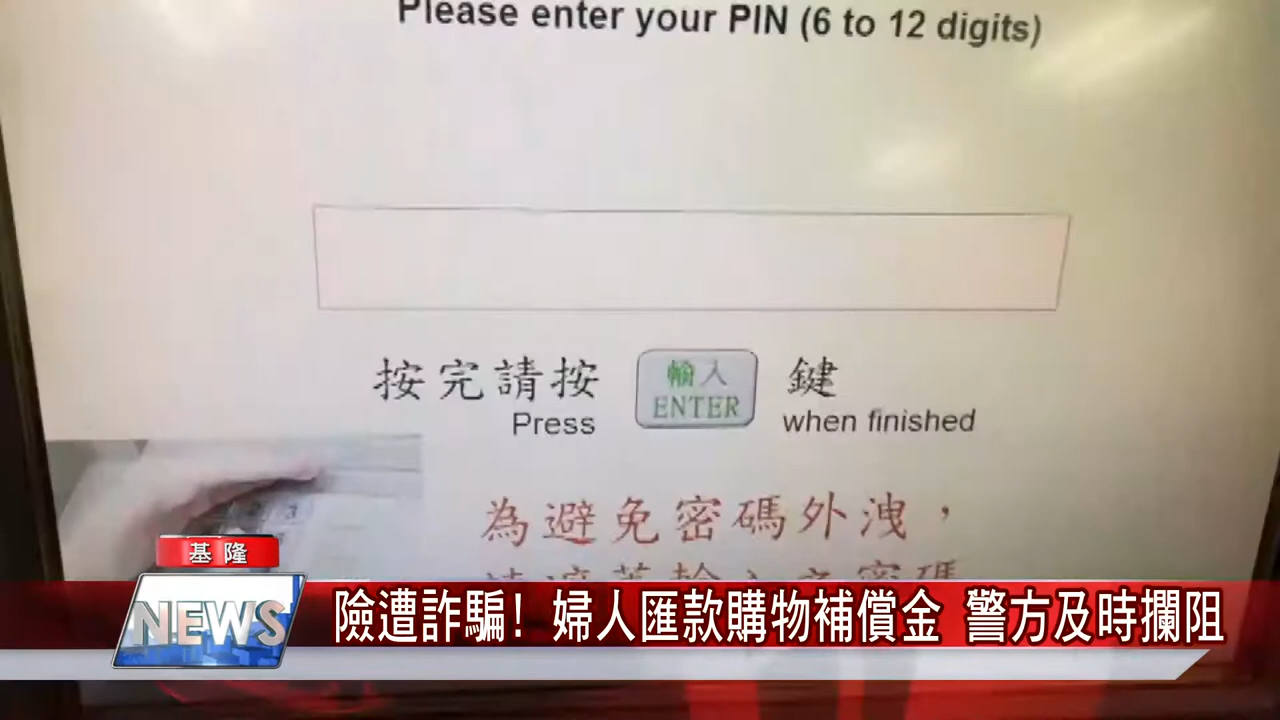 Please enter your PIN (6 to 12 digits)
按完請按 輸入 鍵
Press ENTER when finished
為避免密碼外洩，
基隆
NEWS
險遭詐騙! 婦人匯款購物補償金 警方及時攔阻